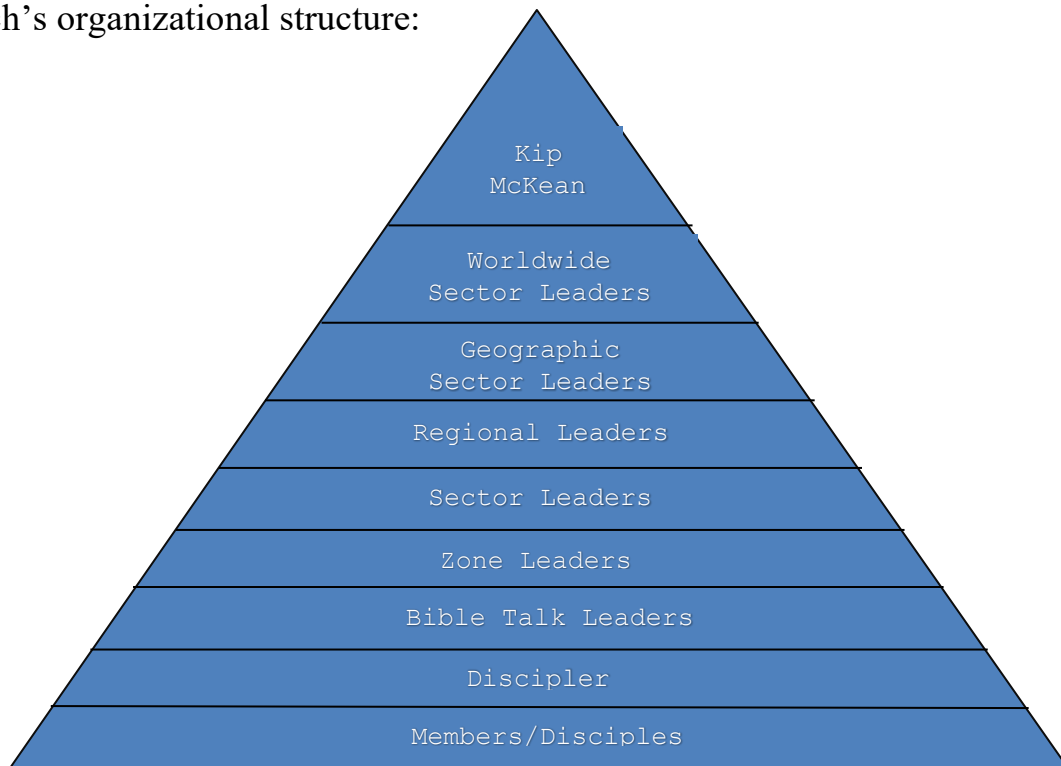 h's organizational structure:
Kip
McKean
Worldwide
Sector Leaders
Geographic
Sector Leaders
Regional Leaders
Sector Leaders
Zone Leaders
Bible Talk Leaders
Discipler
Members/Disciples